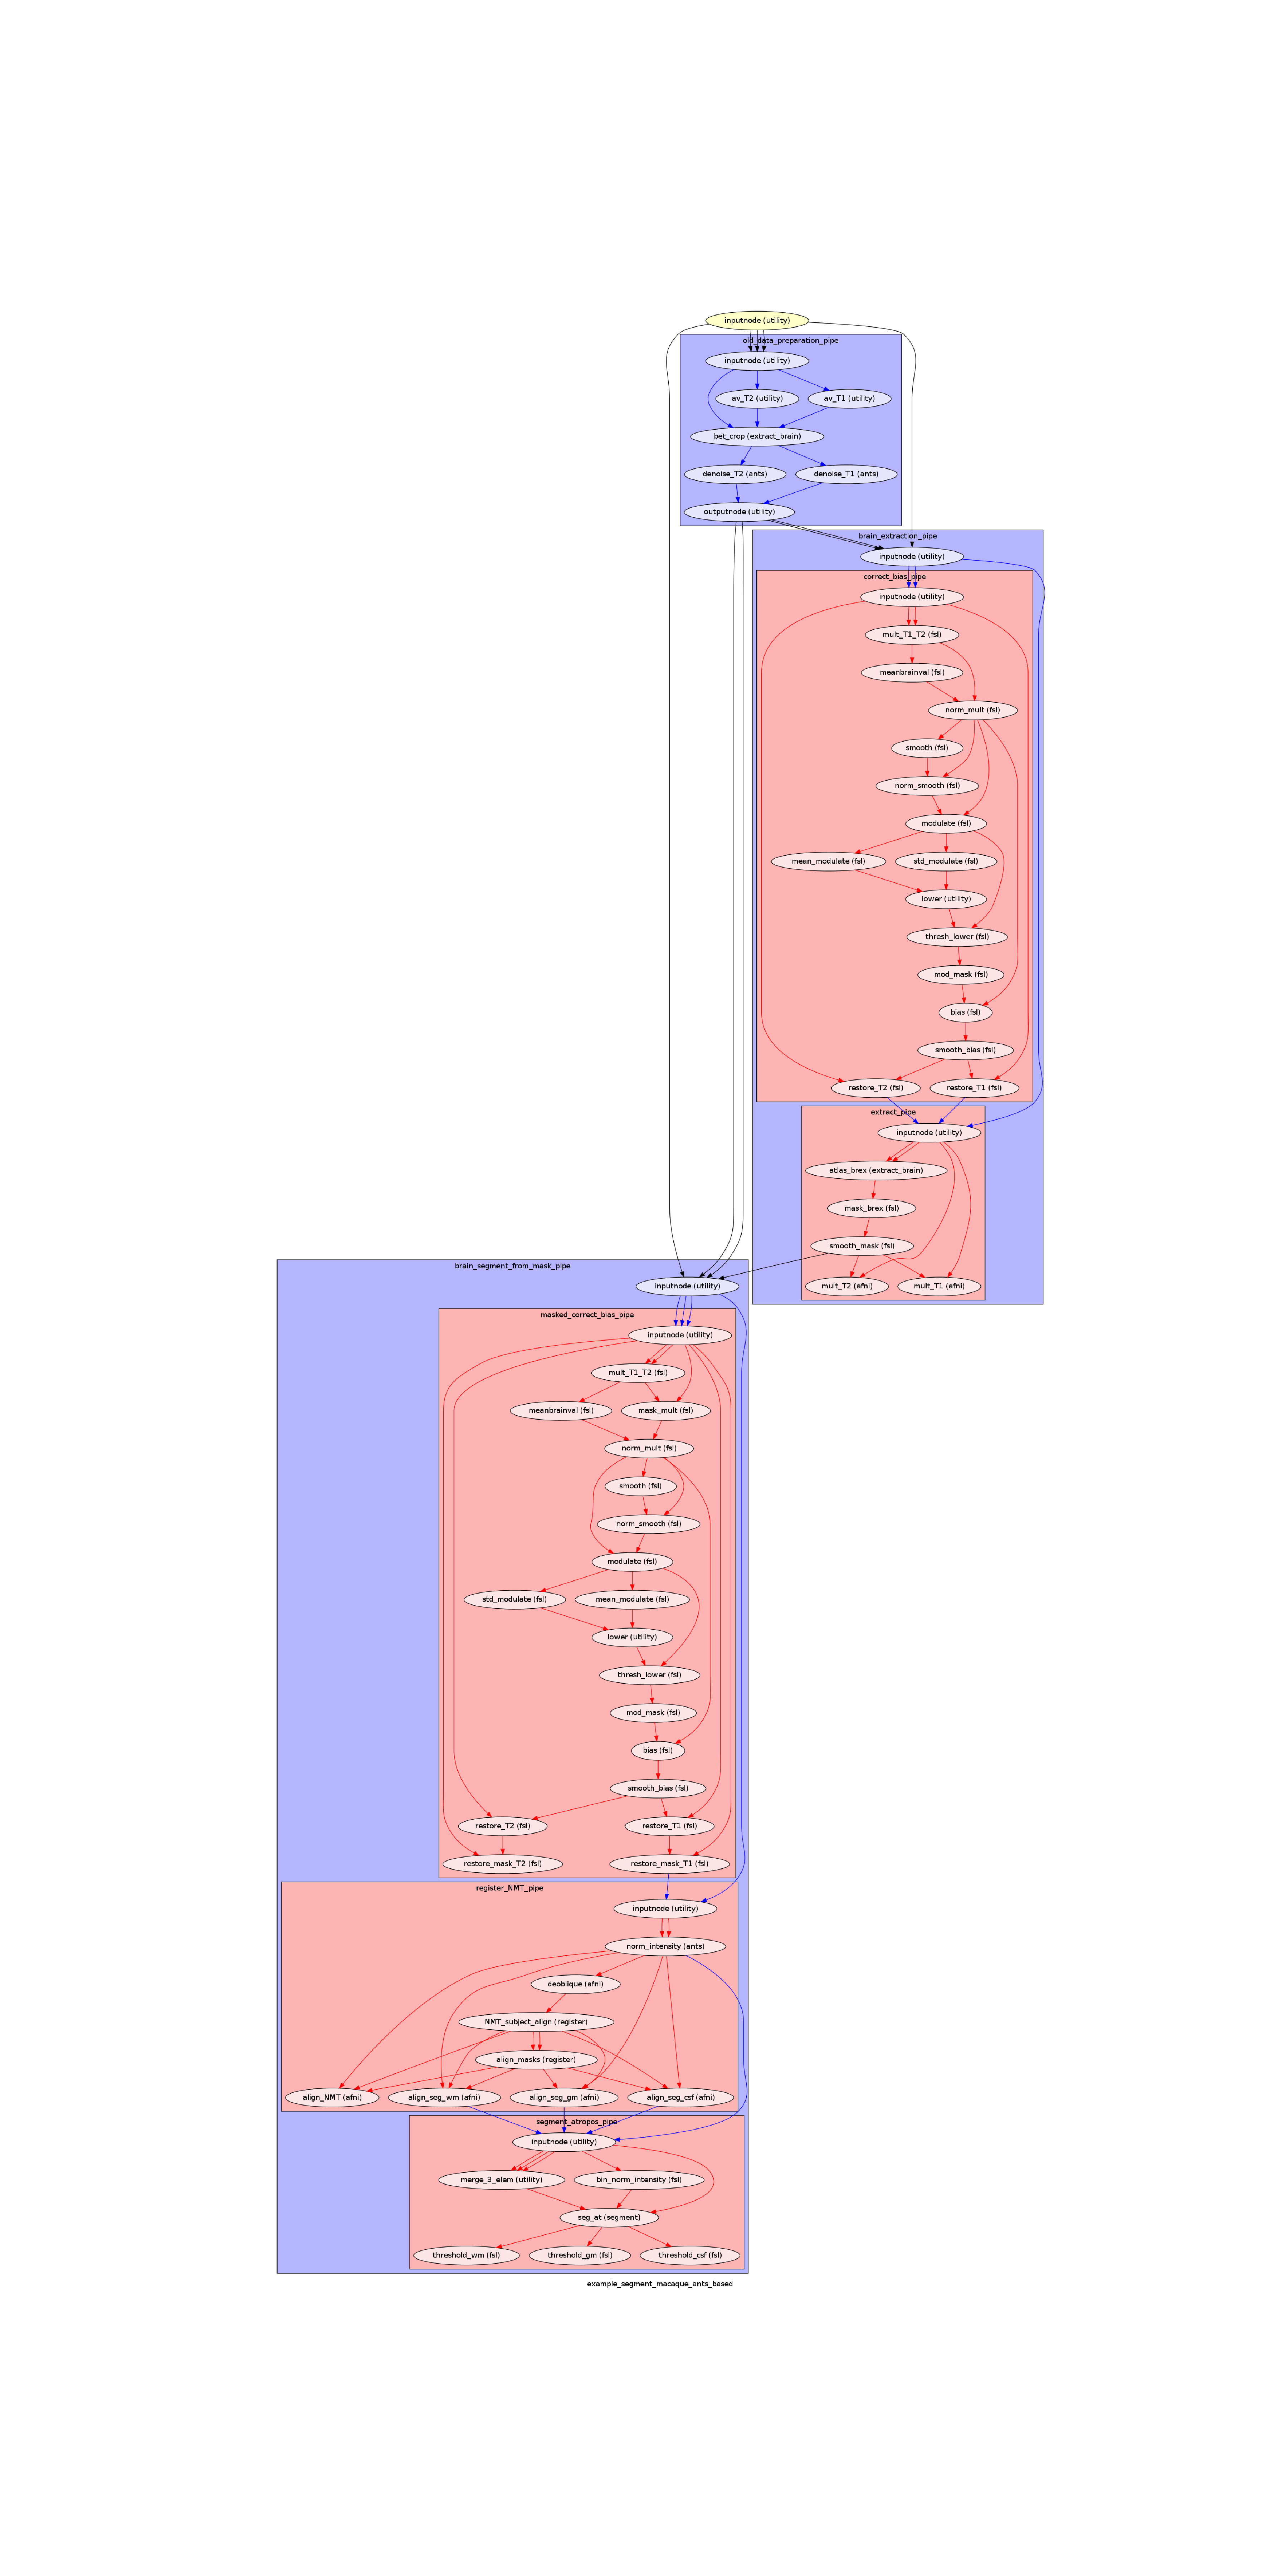 inputnode (utility)
old_data_preparation_pipe
inputnode (utility)
av_T2 (utility)
av_T1 (utility)
bet_crop (extract_brain)
denoise_T2 (ants)
denoise_T1 (ants)
outputnode (utility)
brain_extraction_pipe
inputnode (utility)
correct_bias_pipe
inputnode (utility)
mult_T1_T2 (fsl)
meanbrainval (fsl)
norm_mult (fsl)
smooth (fsl)
norm_smooth (fsl)
modulate (fsl)
mean_modulate (fsl)
std_modulate (fsl)
lower (utility)
thresh_lower (fsl)
mod_mask (fsl)
bias (fsl)
smooth_bias (fsl)
restore_T2 (fsl)
restore_T1 (fsl)
extract_pipe
inputnode (utility)
atlas_brex (extract_brain)
mask_brex (fsl)
smooth_mask (fsl)
mult_T2 (afni)
mult_T1 (afni)
brain_segment_from_mask_pipe
inputnode (utility)
masked_correct_bias_pipe
inputnode (utility)
mult_T1_T2 (fsl)
meanbrainval (fsl)
mask_mult (fsl)
norm_mult (fsl)
smooth (fsl)
norm_smooth (fsl)
modulate (fsl)
std_modulate (fsl)
mean_modulate (fsl)
lower (utility)
thresh_lower (fsl)
mod_mask (fsl)
bias (fsl)
smooth_bias (fsl)
restore_T2 (fsl)
restore_T1 (fsl)
restore_mask_T2 (fsl)
restore_mask_T1 (fsl)
register_NMT_pipe
inputnode (utility)
norm_intensity (ants)
deoblique (afni)
NMT_subject_align (register)
align_masks (register)
align_NMT (afni)
align_seg_wm (afni)
align_seg_gm (afni)
align_seg_csf (afni)
segment_atropos_pipe
inputnode (utility)
merge_3_elem (utility)
bin_norm_intensity (fsl)
seg_at (segment)
threshold_wm (fsl)
threshold_gm (fsl)
threshold_csf (fsl)
example_segment_macaque_ants_based